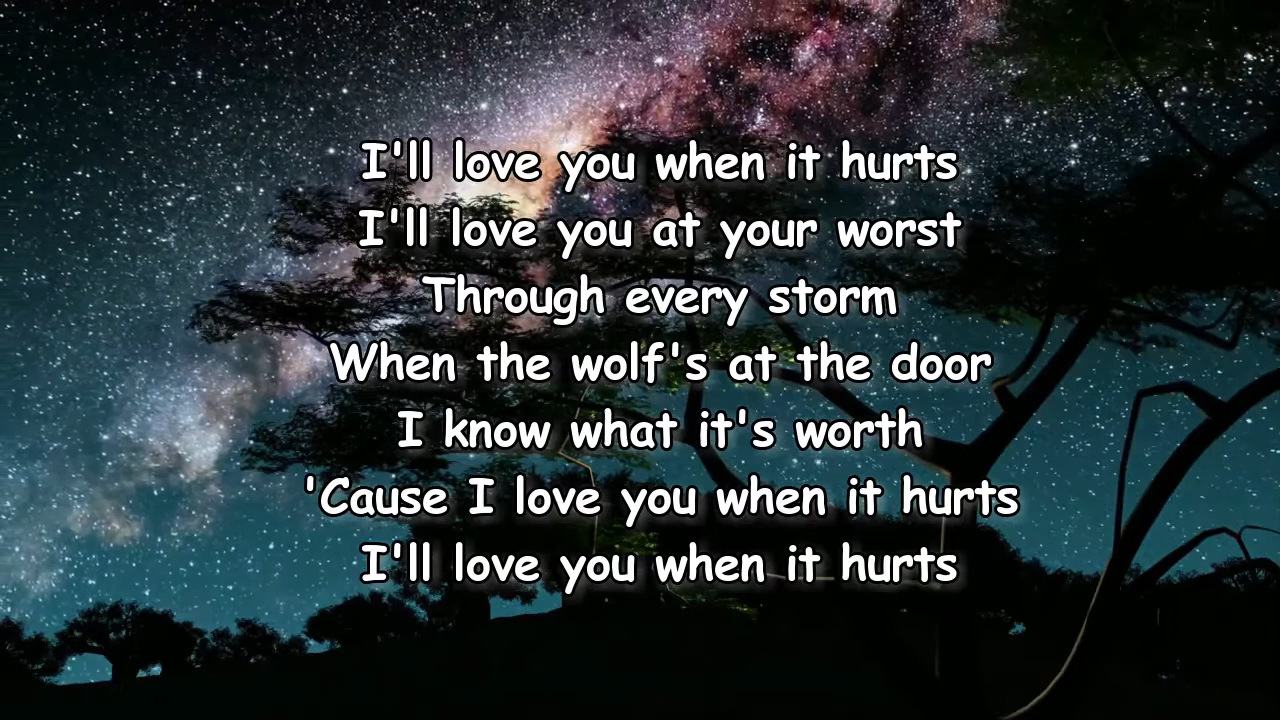 I'll love you when it hurts
I'll love you at your worst
Through every storm
When the wolf's at the door
I know what it's worth
'Cause I love you when it hurts
I'll love you when it hurts